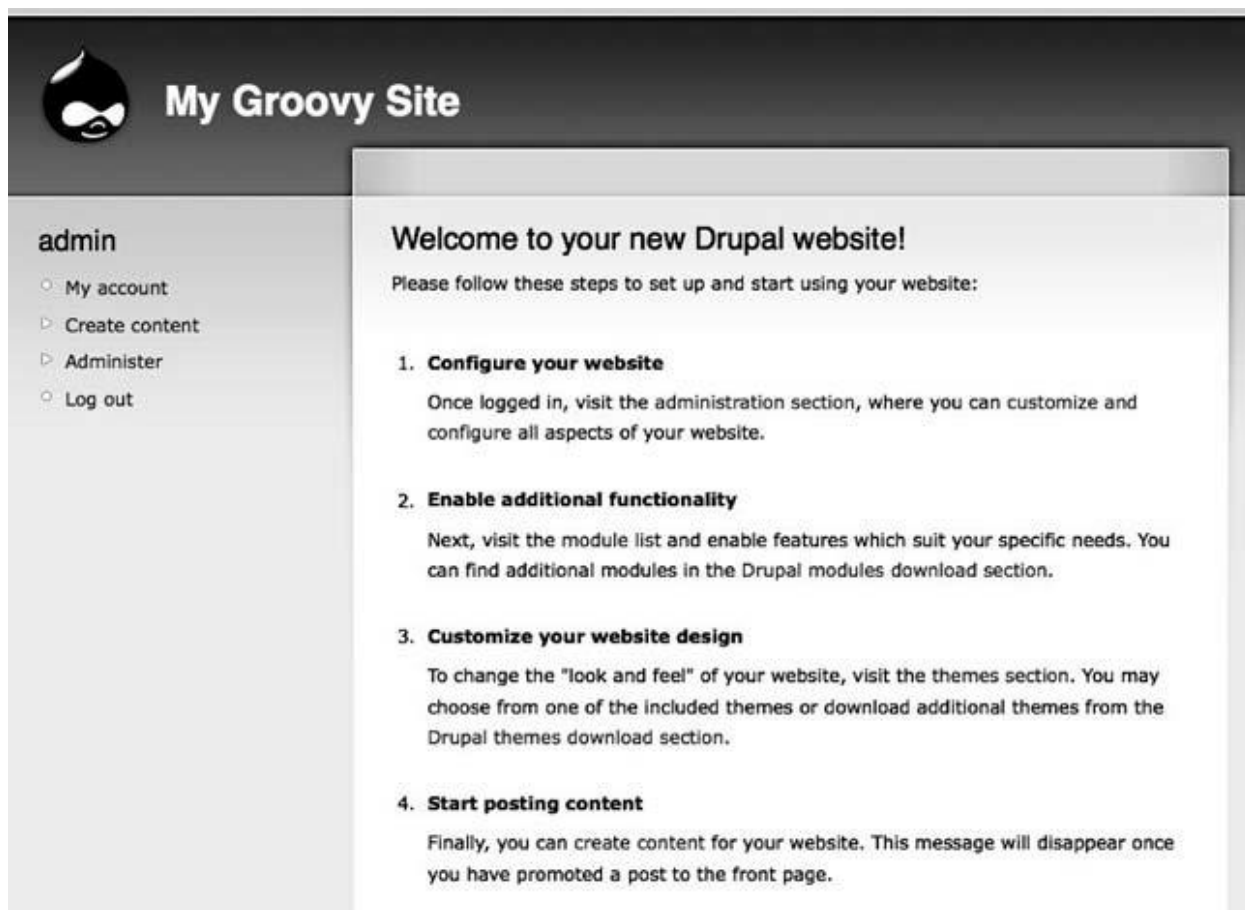 My Groovy Site
admin
My account
Create content
Administer
Log out
Welcome to your new Drupal website!
Please follow these steps to set up and start using your website:
1. Configure your website
Once logged in, visit the administration section, where you can customize and
configure all aspects of your website.
2. Enable additional functionality
Next, visit the module list and enable features which suit your specific needs. You
can find additional modules in the Drupal modules download section.
3. Customize your website design
To change the "look and feel" of your website, visit the themes section. You may
choose from one of the included themes or download additional themes from the
Drupal themes download section.
4. Start posting content
Finally, you can create content for your website. This message will disappear once
you have promoted a post to the front page.